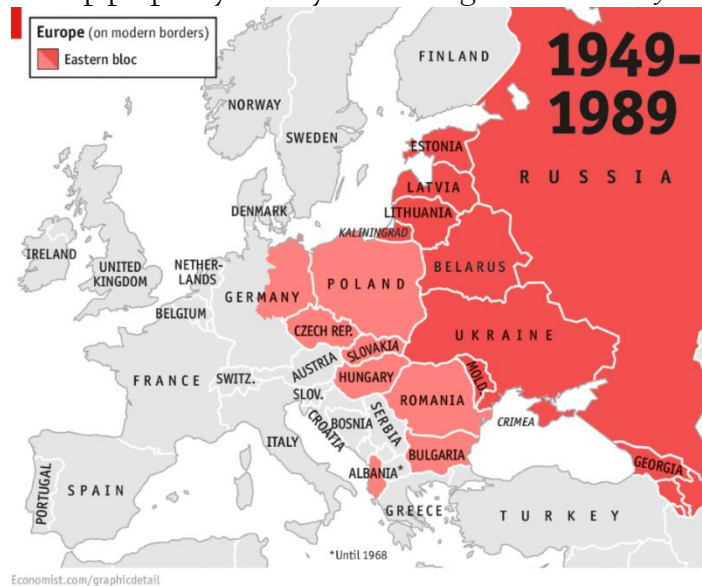 Europe (on modern borders)
Eastern bloc
1949-
1989
FINLAND
NORWAY
SWEDEN
ESTONIA
RUSSIA
LATVIA
DENMARK
LITHUANIA
KALININGRAD
IRELAND
UNITED
KINGDOM
NETHER-
LANDS
BELARUS
POLAND
GERMANY
BELGIUM
CZECH REP.
UKRAINE
SLOVAKIA
AUSTRIA
FRANCE
SWITZ.
HUNGARY
MOLD.
SLOV.
ROMANIA
CROATIA
BOSNIA
SERBIA
CRIMEA
ITALY
BULGARIA
GEORGIA
ALBANIA*
PORTUGAL
SPAIN
GREECE
TURKEY
*Until 1968
Economist.com/graphicdetail